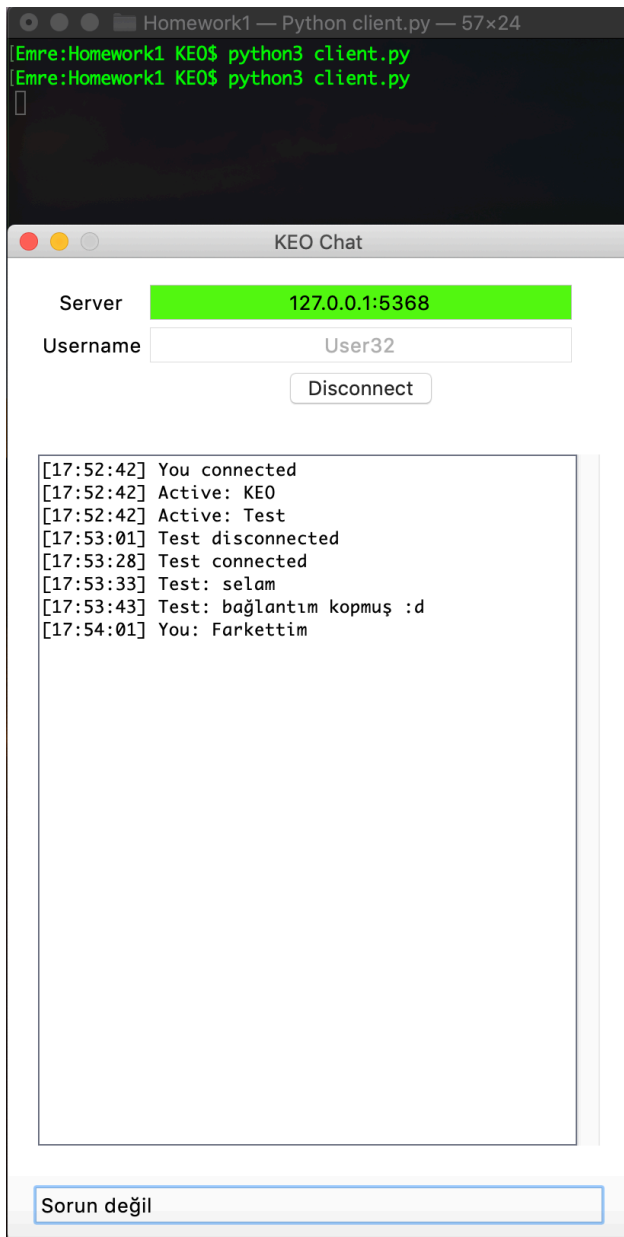 Homework1 — Python client.py — 57×24
[Emre:Homework1 KEO$ python3 client.py
[Emre:Homework1 KEO$ python3 client.py
KEO Chat
Server 127.0.0.1:5368
Username User32
Disconnect
[17:52:42] You connected
[17:52:42] Active: KEO
[17:52:42] Active: Test
[17:53:01] Test disconnected
[17:53:28] Test connected
[17:53:33] Test: selam
[17:53:43] Test: bağlantım kopmuş :d
[17:54:01] You: Farkettim
Sorun değil